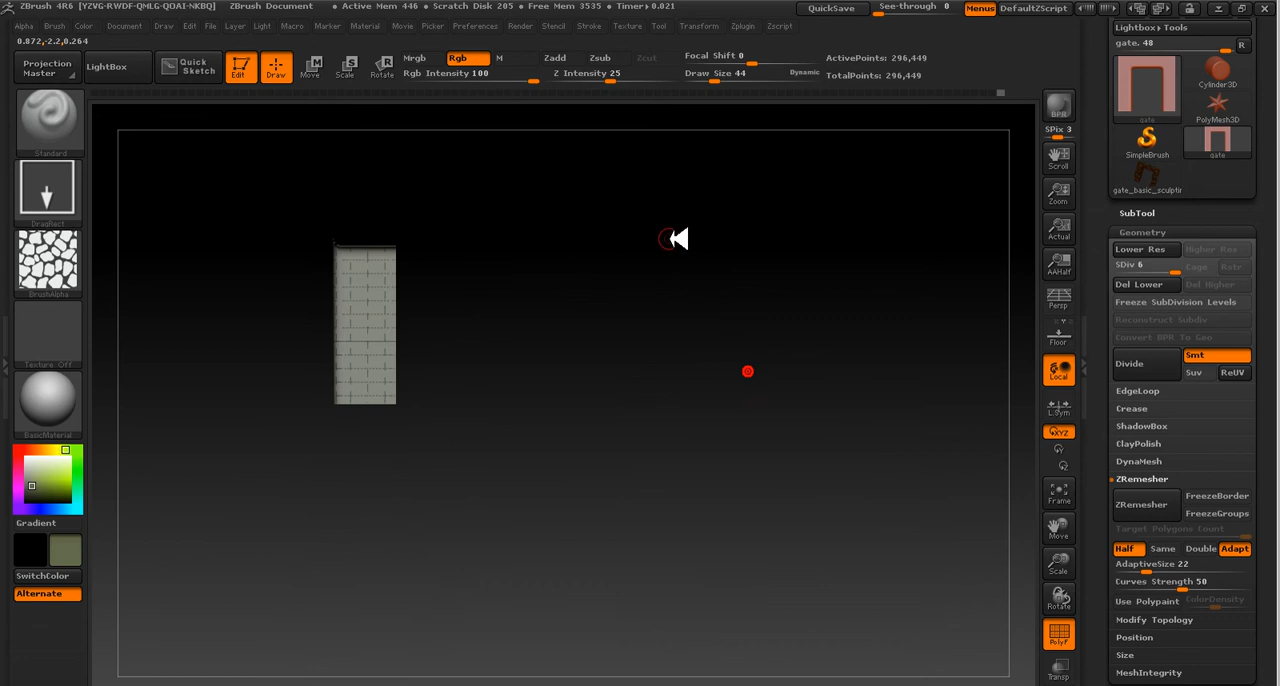 ZBrush 4R6 [YZVG-RWDF-QMLG-QOAI-NKBQ] ZBrush Document • Active Mem 446 • Scratch Disk 205 • Free Mem 3535 • Timer▸0.021 QuickSave See-through 0 Menus DefaultZScript
Alpha Brush Color Document Draw Edit File Layer Light Macro Marker Material Movie Picker Preferences Render Stencil Stroke Texture Tool Transform Zplugin Zscript
0.872,-2.2,0.264
Projection Master
LightBox
Quick Sketch
Edit
Draw
Move
Scale
Rotate
Mrgb Rgb M Zadd Zsub Zcut
Rgb Intensity 100 Z Intensity 25
Focal Shift 0
Draw Size 44 Dynamic
ActivePoints: 296,449
TotalPoints: 296,449
Standard
DragRect
BrushAlpha
Texture Off
BasicMaterial
Gradient
SwitchColor
Alternate
BPR
SPix 3
Scroll
Zoom
Actual
AAHalf
Persp
Floor
Local
L.Sym
XYZ
Frame
Move
Scale
Rotate
PolyF
Transp
Lightbox▸Tools
gate. 48 R
gate
Cylinder3D
PolyMesh3D
SimpleBrush
gate
gate_basic_sculptir
SubTool
Geometry
Lower Res Higher Res
SDiv 6 Cage Rstr
Del Lower Del Higher
Freeze SubDivision Levels
Reconstruct Subdiv
Convert BPR To Geo
Divide Smt
Suv ReUV
EdgeLoop
Crease
ShadowBox
ClayPolish
DynaMesh
ZRemesher
ZRemesher FreezeBorder
FreezeGroups
Target Polygons Count
Half Same Double Adapt
AdaptiveSize 22
Curves Strength 50
Use Polypaint ColorDensity
Modify Topology
Position
Size
MeshIntegrity